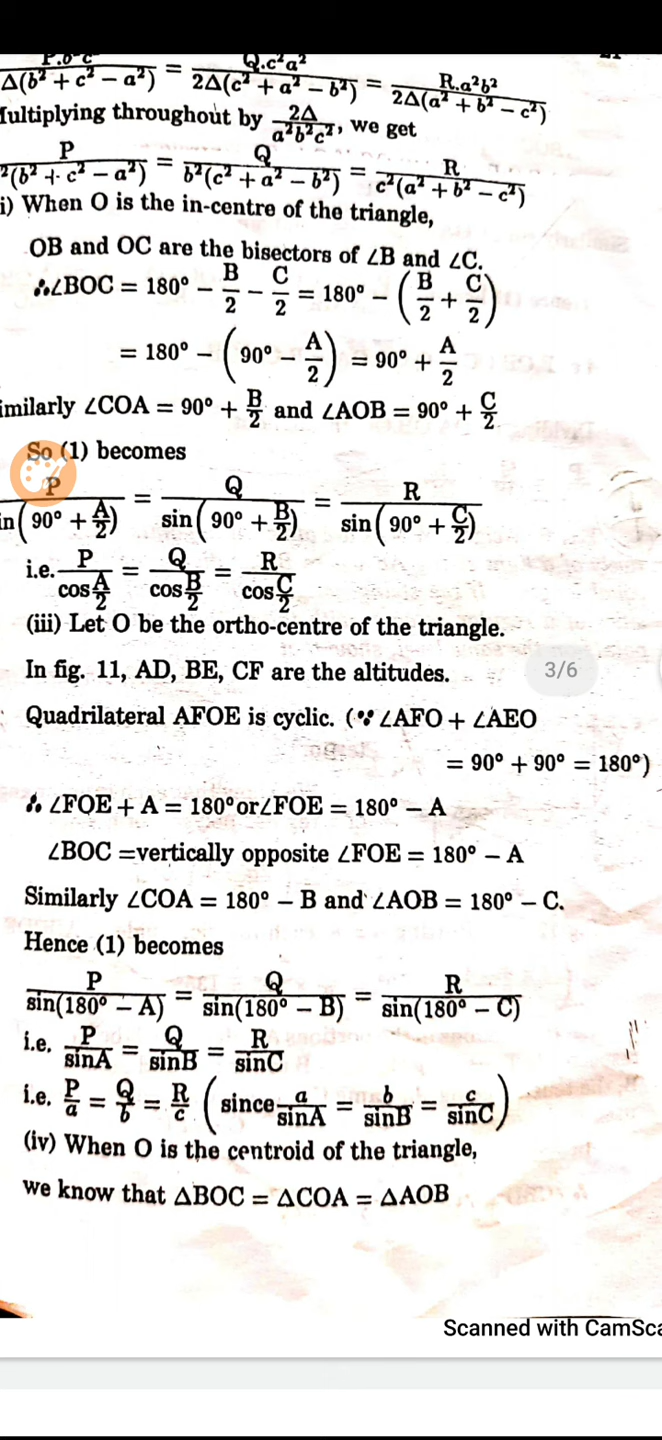 P.b²c² / Δ(b² + c² − a²) = Q.c²a² / 2Δ(c² + a² − b²) = R.a²b² / 2Δ(a² + b² − c²)
ultiplying throughout by 2Δ / a²b²c², we get
P / ²(b² + c² − a²) = Q / b²(c² + a² − b²) = R / c²(a² + b² − c²)
i) When O is the in-centre of the triangle,
OB and OC are the bisectors of ∠B and ∠C.
∴∠BOC = 180° − B/2 − C/2 = 180° − (B/2 + C/2)
= 180° − (90° − A/2) = 90° + A/2
imilarly ∠COA = 90° + B/2 and ∠AOB = 90° + C/2
So (1) becomes
P / in(90° + A/2) = Q / sin(90° + B/2) = R / sin(90° + C/2)
i.e. P / cos A/2 = Q / cos B/2 = R / cos C/2
(iii) Let O be the ortho-centre of the triangle.
In fig. 11, AD, BE, CF are the altitudes.
3/6
Quadrilateral AFOE is cyclic. (∵ ∠AFO + ∠AEO
= 90° + 90° = 180°)
∴ ∠FOE + A = 180° or ∠FOE = 180° − A
∠BOC = vertically opposite ∠FOE = 180° − A
Similarly ∠COA = 180° − B and ∠AOB = 180° − C.
Hence (1) becomes
P / sin(180° − A) = Q / sin(180° − B) = R / sin(180° − C)
i.e. P / sinA = Q / sinB = R / sinC
i.e. P/a = Q/b = R/c (since a / sinA = b / sinB = c / sinC)
(iv) When O is the centroid of the triangle,
we know that ΔBOC = ΔCOA = ΔAOB
Scanned with CamSca